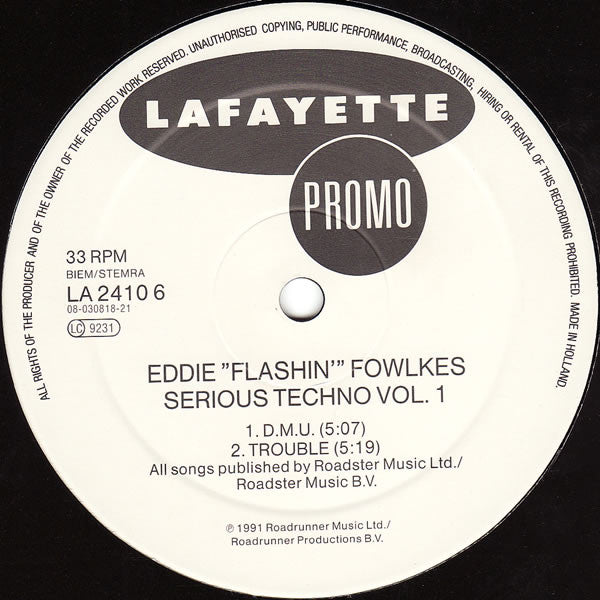 ALL RIGHTS OF THE PRODUCER AND OF THE OWNER OF THE RECORDED WORK RESERVED. UNAUTHORISED COPYING, PUBLIC PERFORMANCE, BROADCASTING, HIRING OR RENTAL OF THIS RECORDING PROHIBITED. MADE IN HOLLAND.
LAFAYETTE
PROMO
33 RPM
BIEM/STEMRA
LA 2410 6
08-030818-21
LC 9231
EDDIE "FLASHIN'" FOWLKES
SERIOUS TECHNO VOL. 1
1. D.M.U. (5:07)
2. TROUBLE (5:19)
All songs published by Roadster Music Ltd./
Roadster Music B.V.
℗ 1991 Roadrunner Music Ltd./
Roadrunner Productions B.V.